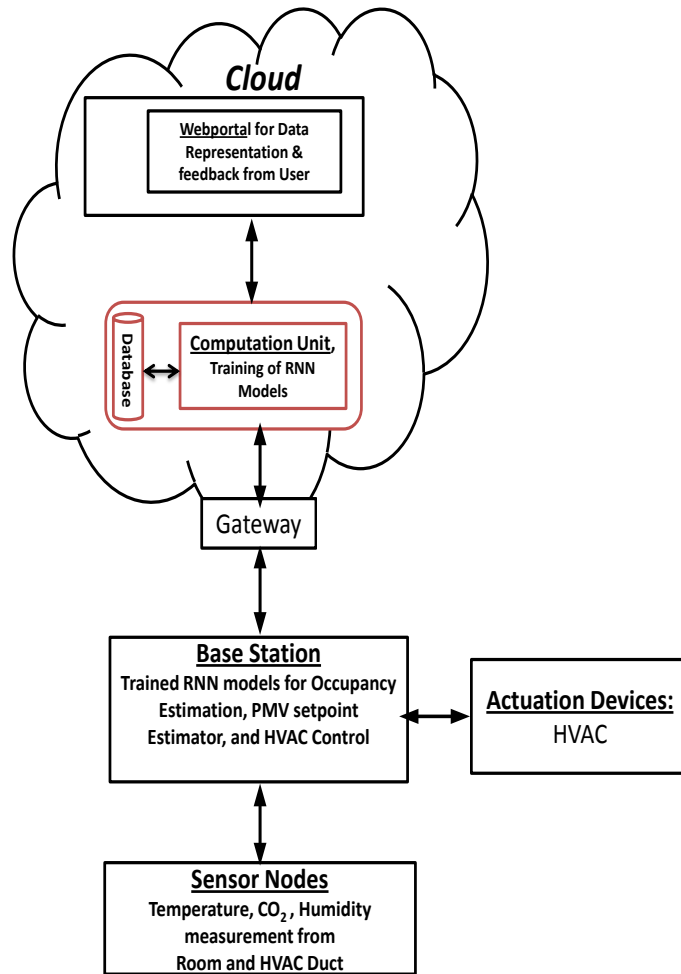 Cloud
Webportal for Data
Representation &
feedback from User
Database
Computation Unit,
Training of RNN
Models
Gateway
Base Station
Trained RNN models for Occupancy
Estimation, PMV setpoint
Estimator, and HVAC Control
Actuation Devices:
HVAC
Sensor Nodes
Temperature, CO₂ , Humidity
measurement from
Room and HVAC Duct